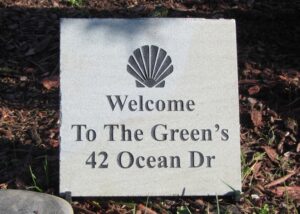 Welcome
To The Green's
42 Ocean Dr